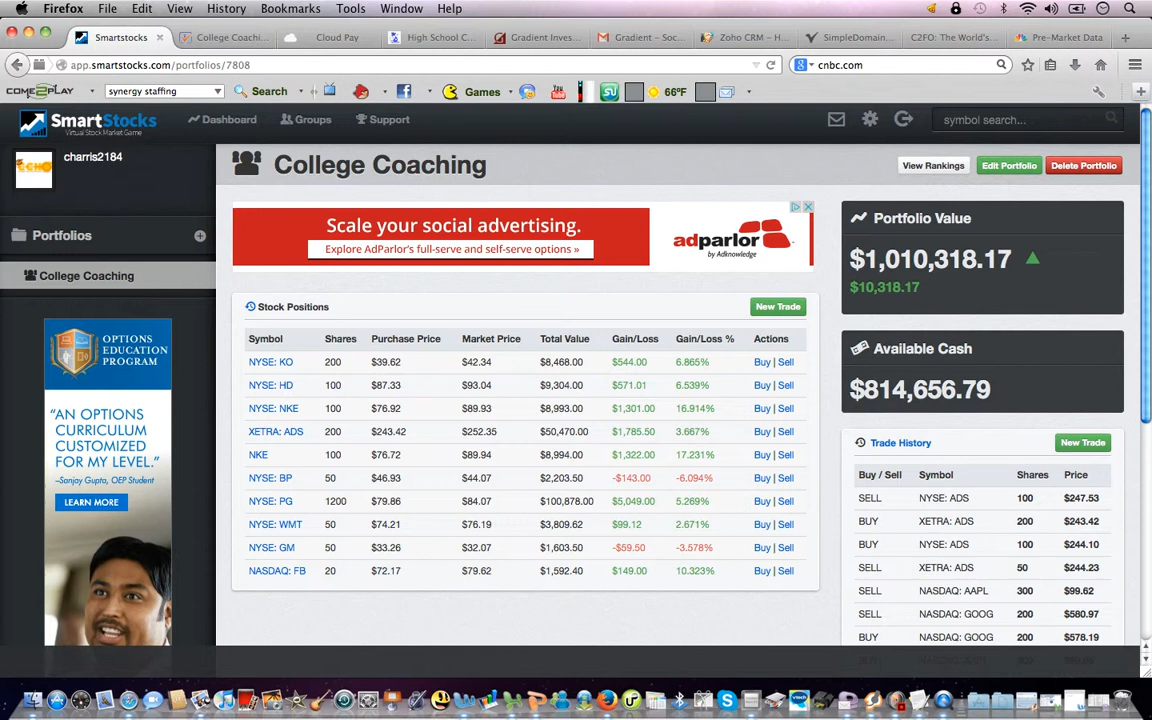 Firefox File Edit View History Bookmarks Tools Window Help
Smartstocks College Coachi... Cloud Pay High School C... Gradient Inves... Gradient – Soc... Zoho CRM – H... SimpleDomain... C2FO: The World's... Pre-Market Data
app.smartstocks.com/portfolios/7808 cnbc.com
COME2PLAY synergy staffing Search Games You Tube 66°F
SmartStocks Dashboard Groups Support symbol search...
Virtual Stock Market Game
charris2184
College Coaching View Rankings Edit Portfolio Delete Portfolio
Portfolios
College Coaching
Scale your social advertising.
Explore AdParlor's full-serve and self-serve options »
adparlor
by Acknowledge
Portfolio Value
$1,010,318.17
$10,318.17
Available Cash
$814,656.79
Stock Positions New Trade
Symbol Shares Purchase Price Market Price Total Value Gain/Loss Gain/Loss % Actions
NYSE: KO 200 $39.62 $42.34 $8,468.00 $544.00 6.865% Buy | Sell
NYSE: HD 100 $87.33 $93.04 $9,304.00 $571.01 6.539% Buy | Sell
NYSE: NKE 100 $76.92 $89.93 $8,993.00 $1,301.00 16.914% Buy | Sell
XETRA: ADS 200 $243.42 $252.35 $50,470.00 $1,785.50 3.667% Buy | Sell
NKE 100 $76.72 $89.94 $8,994.00 $1,322.00 17.231% Buy | Sell
NYSE: BP 50 $46.93 $44.07 $2,203.50 -$143.00 -6.094% Buy | Sell
NYSE: PG 1200 $79.86 $84.07 $100,878.00 $5,049.00 5.269% Buy | Sell
NYSE: WMT 50 $74.21 $76.19 $3,809.62 $99.12 2.671% Buy | Sell
NYSE: GM 50 $33.26 $32.07 $1,603.50 -$59.50 -3.578% Buy | Sell
NASDAQ: FB 20 $72.17 $79.62 $1,592.40 $149.00 10.323% Buy | Sell
Trade History New Trade
Buy / Sell Symbol Shares Price
SELL NYSE: ADS 100 $247.53
BUY XETRA: ADS 200 $243.42
BUY NYSE: ADS 100 $244.10
SELL XETRA: ADS 50 $244.23
SELL NASDAQ: AAPL 300 $99.62
SELL NASDAQ: GOOG 200 $580.97
BUY NASDAQ: GOOG 200 $578.19
OPTIONS
EDUCATION
PROGRAM
"AN OPTIONS
CURRICULUM
CUSTOMIZED
FOR MY LEVEL."
–Sanjay Gupta, OEP Student
LEARN MORE